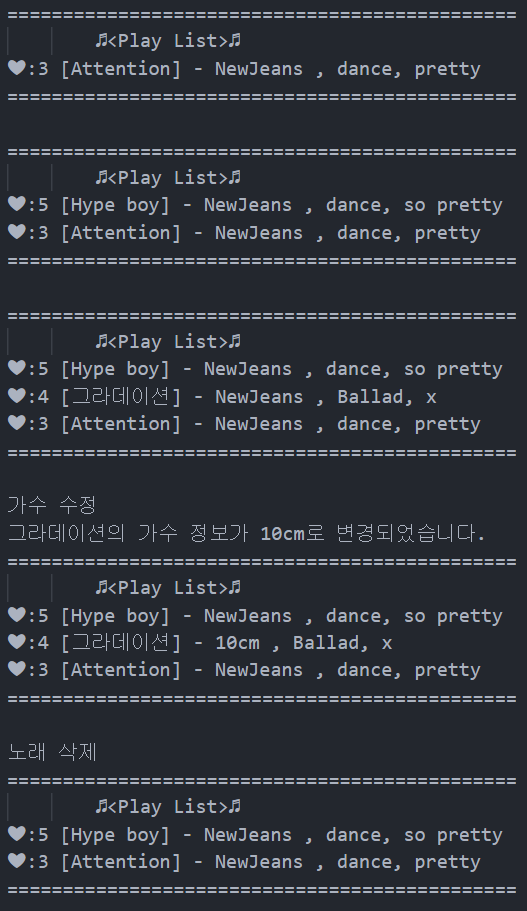 ==============================================
♬<Play List>♬
♥:3 [Attention] - NewJeans , dance, pretty
==============================================
==============================================
♬<Play List>♬
♥:5 [Hype boy] - NewJeans , dance, so pretty
♥:3 [Attention] - NewJeans , dance, pretty
==============================================
==============================================
♬<Play List>♬
♥:5 [Hype boy] - NewJeans , dance, so pretty
♥:4 [그라데이션] - NewJeans , Ballad, x
♥:3 [Attention] - NewJeans , dance, pretty
==============================================
가수 수정
그라데이션의 가수 정보가 10cm로 변경되었습니다.
==============================================
♬<Play List>♬
♥:5 [Hype boy] - NewJeans , dance, so pretty
♥:4 [그라데이션] - 10cm , Ballad, x
♥:3 [Attention] - NewJeans , dance, pretty
==============================================
노래 삭제
==============================================
♬<Play List>♬
♥:5 [Hype boy] - NewJeans , dance, so pretty
♥:3 [Attention] - NewJeans , dance, pretty
==============================================